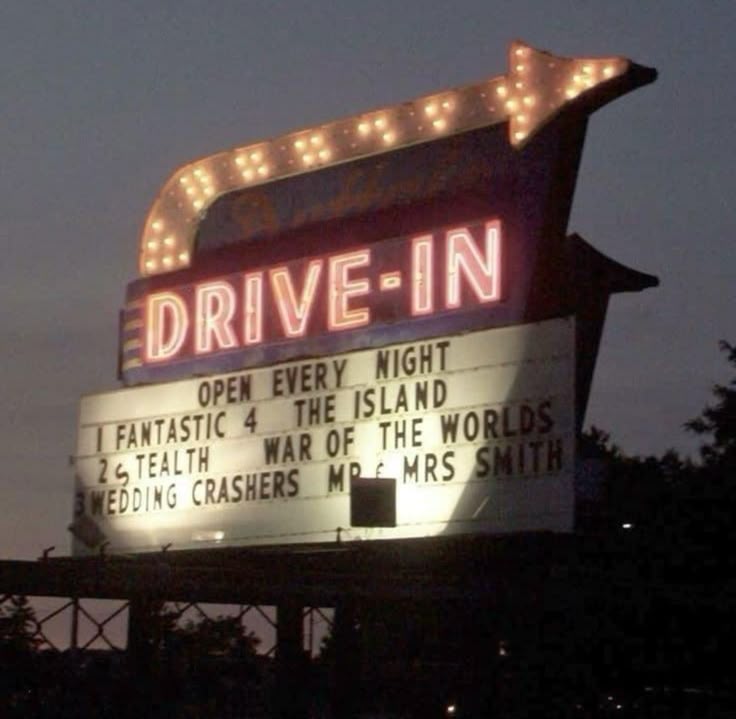 DRIVE-IN
OPEN EVERY NIGHT
1 FANTASTIC 4 THE ISLAND
2 STEALTH WAR OF THE WORLDS
3 WEDDING CRASHERS MR & MRS SMITH